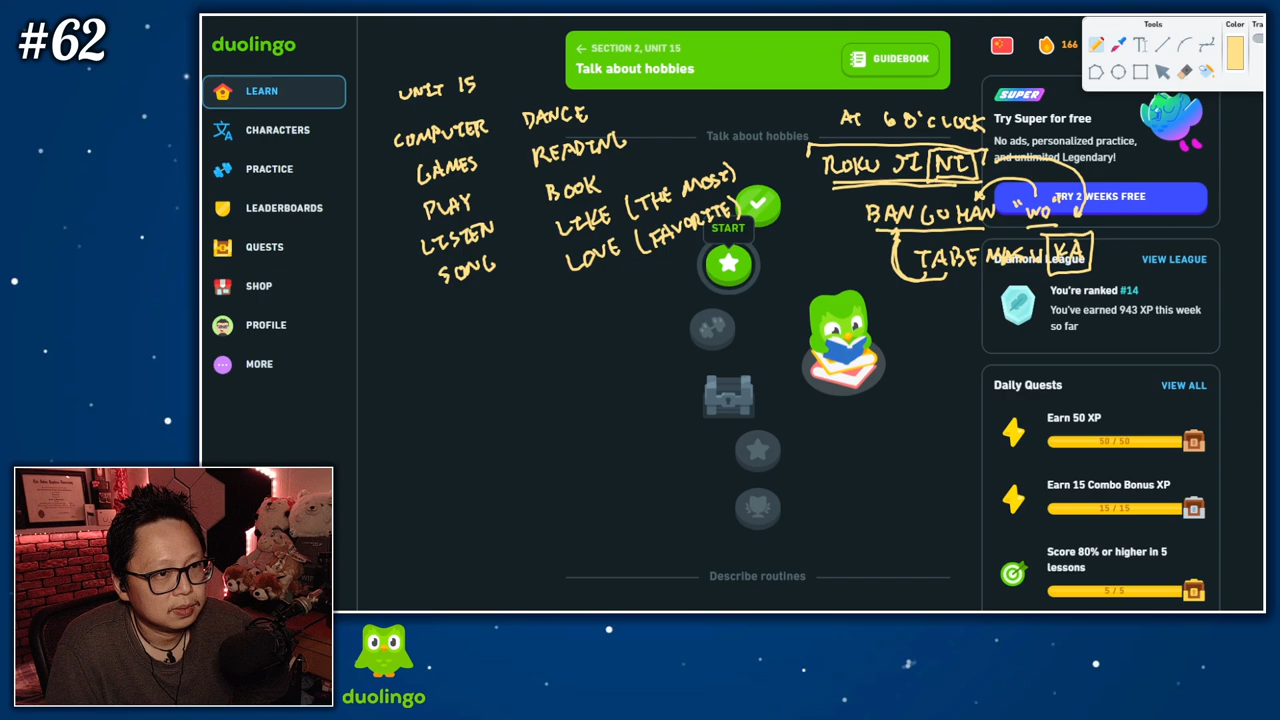 #62
duolingo
LEARN
CHARACTERS
PRACTICE
LEADERBOARDS
QUESTS
SHOP
PROFILE
MORE
← SECTION 2, UNIT 15
Talk about hobbies
GUIDEBOOK
Talk about hobbies
START
Describe routines
UNIT 15
COMPUTER
GAMES
PLAY
LISTEN
SONG
DANCE
READING
BOOK
LIKE (THE MOST)
LOVE (FAVORITE)
AT 6 O'CLOCK
ROKU JI NI
BANGOHAN "WO"
TABEMASU KA
166
Tools
Color
SUPER
Try Super for free
No ads, personalized practice,
and unlimited Legendary!
TRY 2 WEEKS FREE
Diamond League
VIEW LEAGUE
You're ranked #14
You've earned 943 XP this week
so far
Daily Quests
VIEW ALL
Earn 50 XP
50 / 50
Earn 15 Combo Bonus XP
15 / 15
Score 80% or higher in 5
lessons
5 / 5
duolingo